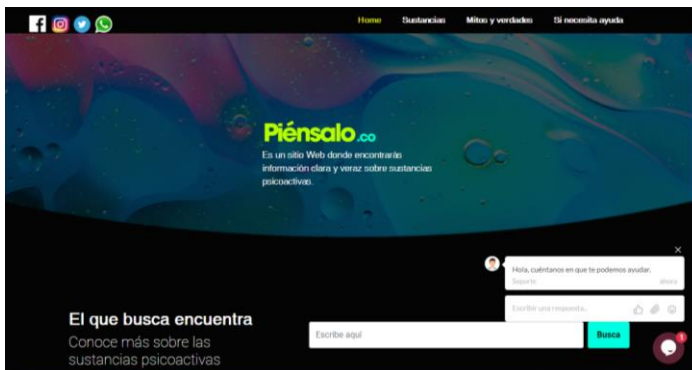 Home Sustancias Mitos y verdades Si necesita ayuda
Piénsalo.co
Es un sitio Web donde encontrarás
información clara y veraz sobre sustancias
psicoactivas.
Hola, cuéntanos en que te podemos ayudar.
Soporte ahora
Escribir una respuesta...
El que busca encuentra
Conoce más sobre las
sustancias psicoactivas
Escribe aquí
Busca
1